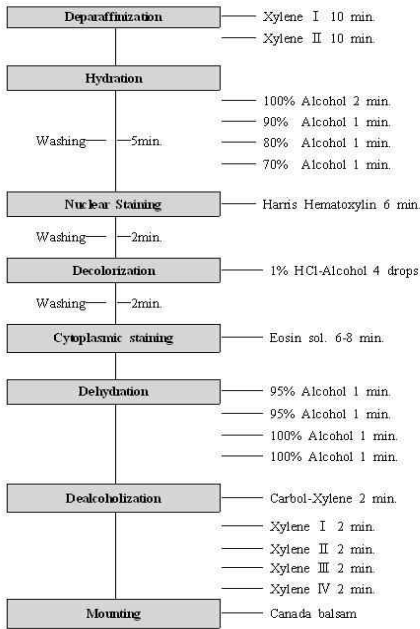 Deparaffinization
Xylene Ⅰ 10 min.
Xylene Ⅱ 10 min.
Hydration
100% Alcohol 2 min.
90% Alcohol 1 min.
Washing 5min.
80% Alcohol 1 min.
70% Alcohol 1 min.
Nuclear Staining
Harris Hematoxylin 6 min.
Washing 2min.
Decolorization
1% HCl-Alcohol 4 drops
Washing 2min.
Cytoplasmic staining
Eosin sol. 6-8 min.
Dehydration
95% Alcohol 1 min.
95% Alcohol 1 min.
100% Alcohol 1 min.
100% Alcohol 1 min.
Dealcoholization
Carbol-Xylene 2 min.
Xylene Ⅰ 2 min.
Xylene Ⅱ 2 min.
Xylene Ⅲ 2 min.
Xylene Ⅳ 2 min.
Mounting
Canada balsam